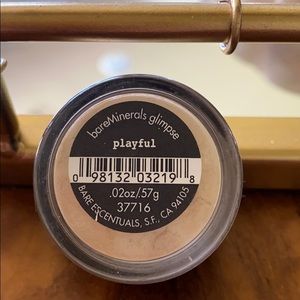 bareMinerals glimpse
playful
0 98132 03219 8
.02oz/.57g
37716
BARE ESCENTUALS, S.F., CA 94105